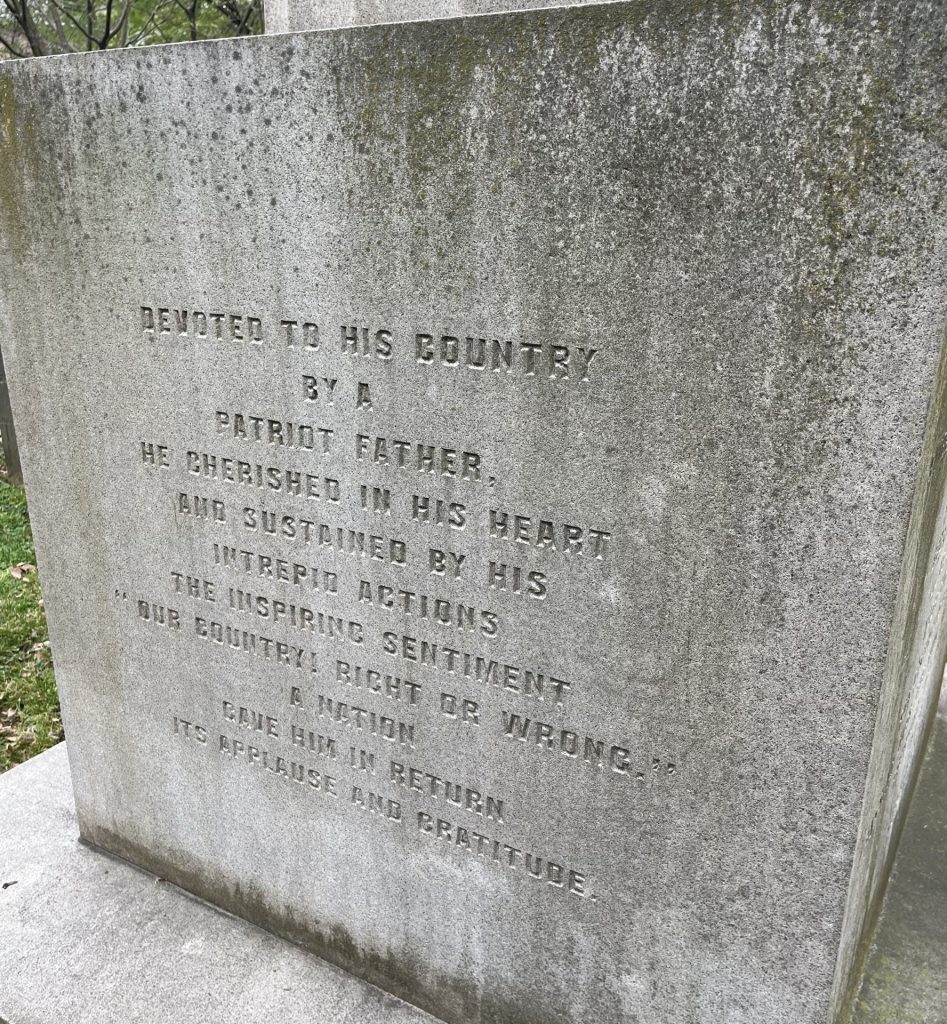 DEVOTED TO HIS COUNTRY
BY A
PATRIOT FATHER,
HE CHERISHED IN HIS HEART
AND SUSTAINED BY HIS
INTREPID ACTIONS
THE INSPIRING SENTIMENT
"OUR COUNTRY! RIGHT OR WRONG."
A NATION
GAVE HIM IN RETURN
ITS APPLAUSE AND GRATITUDE.